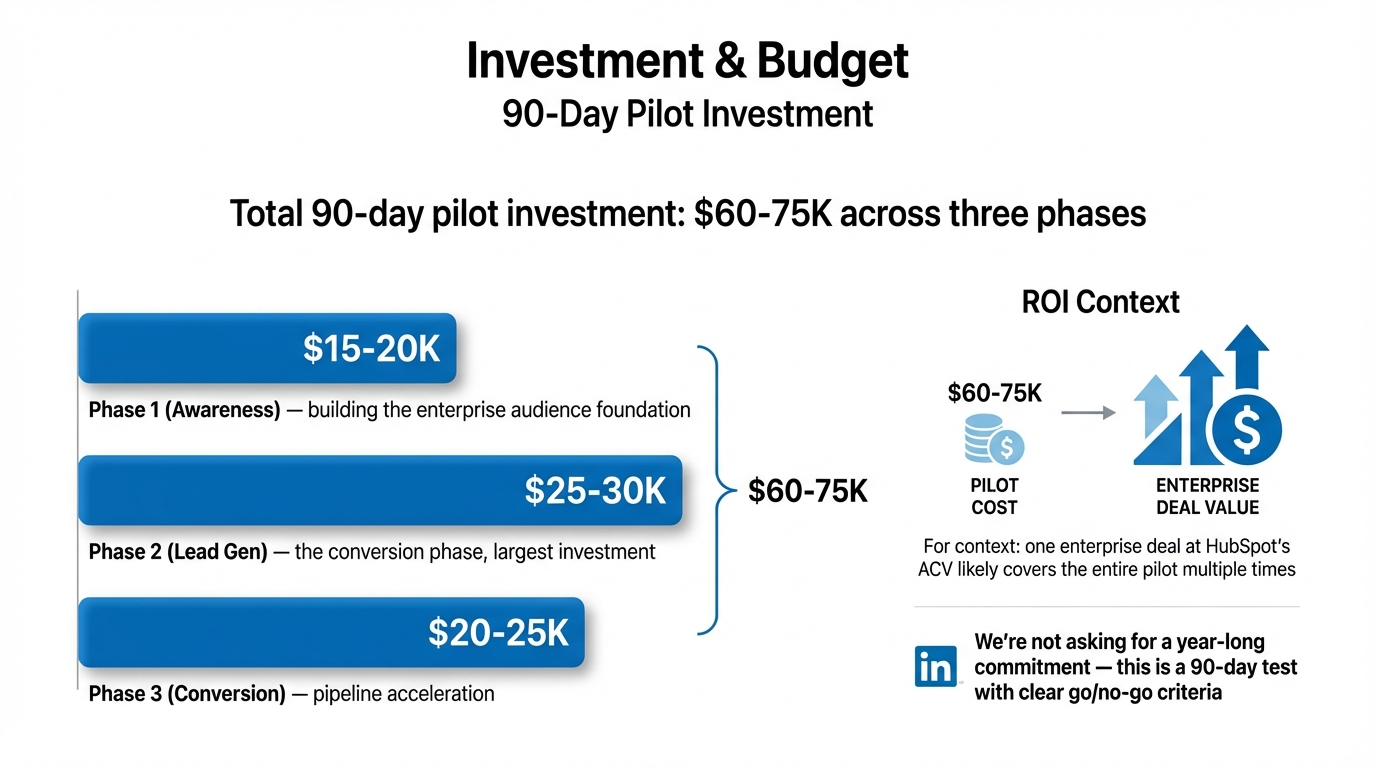 Investment & Budget
90-Day Pilot Investment
Total 90-day pilot investment: $60-75K across three phases
$15-20K
Phase 1 (Awareness) — building the enterprise audience foundation
$25-30K
Phase 2 (Lead Gen) — the conversion phase, largest investment
$20-25K
Phase 3 (Conversion) — pipeline acceleration
$60-75K
ROI Context
$60-75K
$
PILOT
COST
$
ENTERPRISE
DEAL VALUE
For context: one enterprise deal at HubSpot's
ACV likely covers the entire pilot multiple times
in
We're not asking for a year-long
commitment — this is a 90-day test
with clear go/no-go criteria